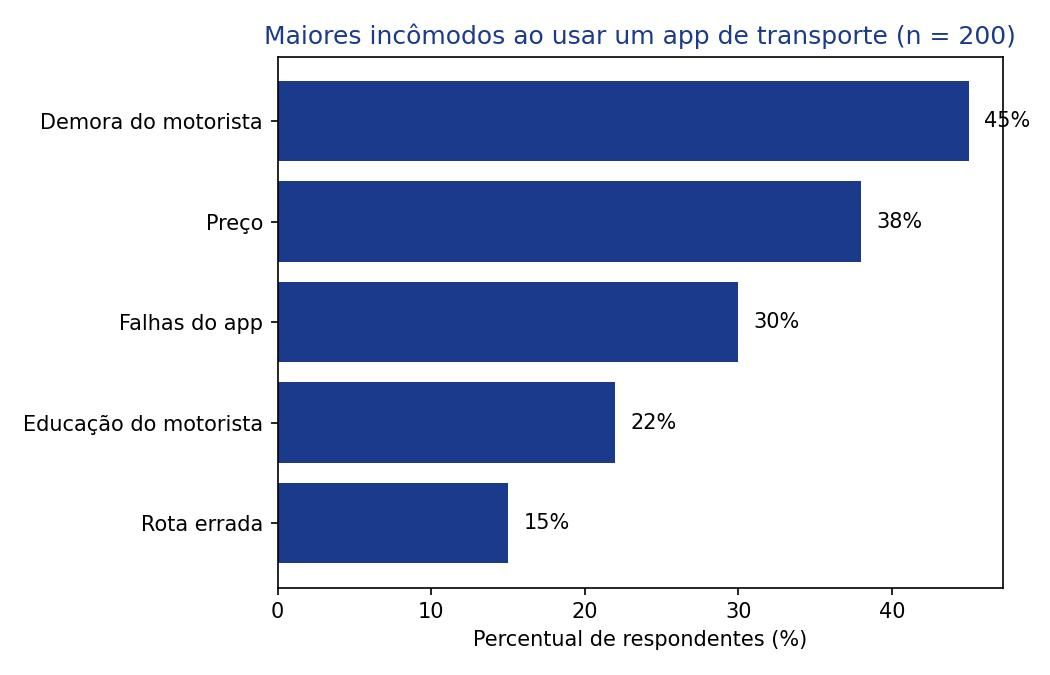 Maiores incômodos ao usar um app de transporte (n = 200)
Demora do motorista
45%
Preço
38%
Falhas do app
30%
Educação do motorista
22%
Rota errada
15%
0 10 20 30 40
Percentual de respondentes (%)